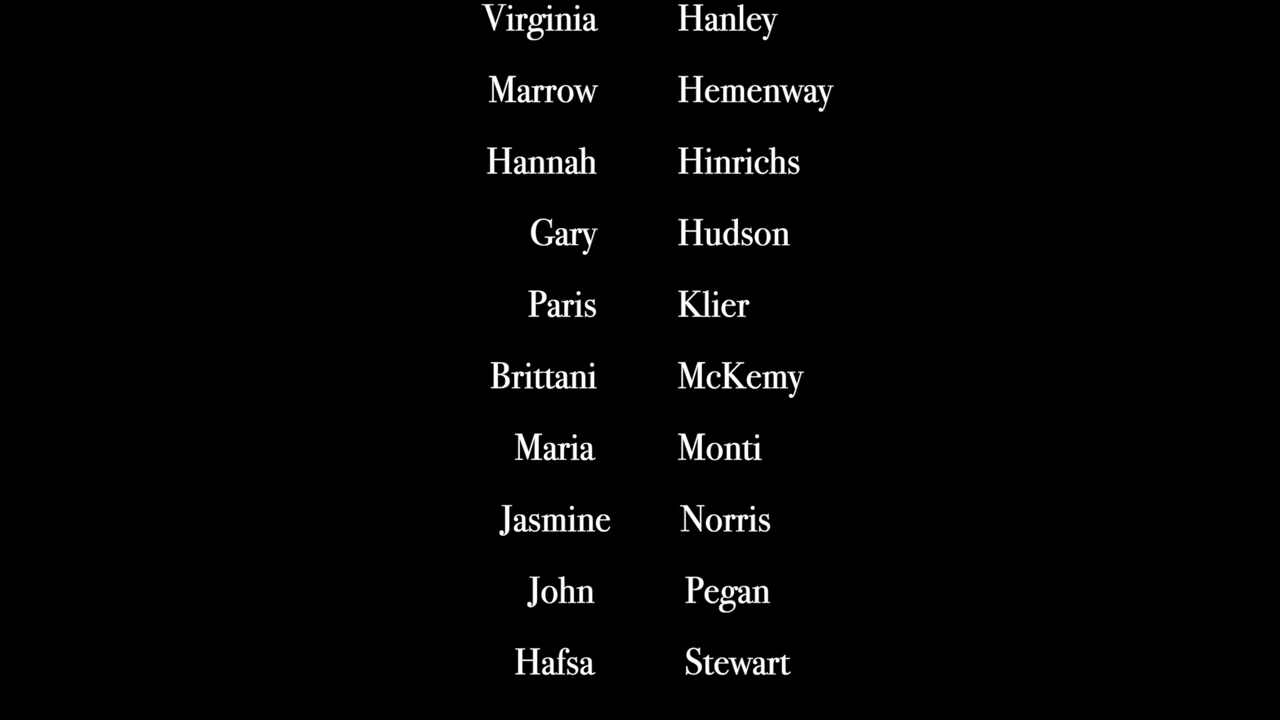 Virginia Hanley
Marrow Hemenway
Hannah Hinrichs
Gary Hudson
Paris Klier
Brittani McKemy
Maria Monti
Jasmine Norris
John Pegan
Hafsa Stewart